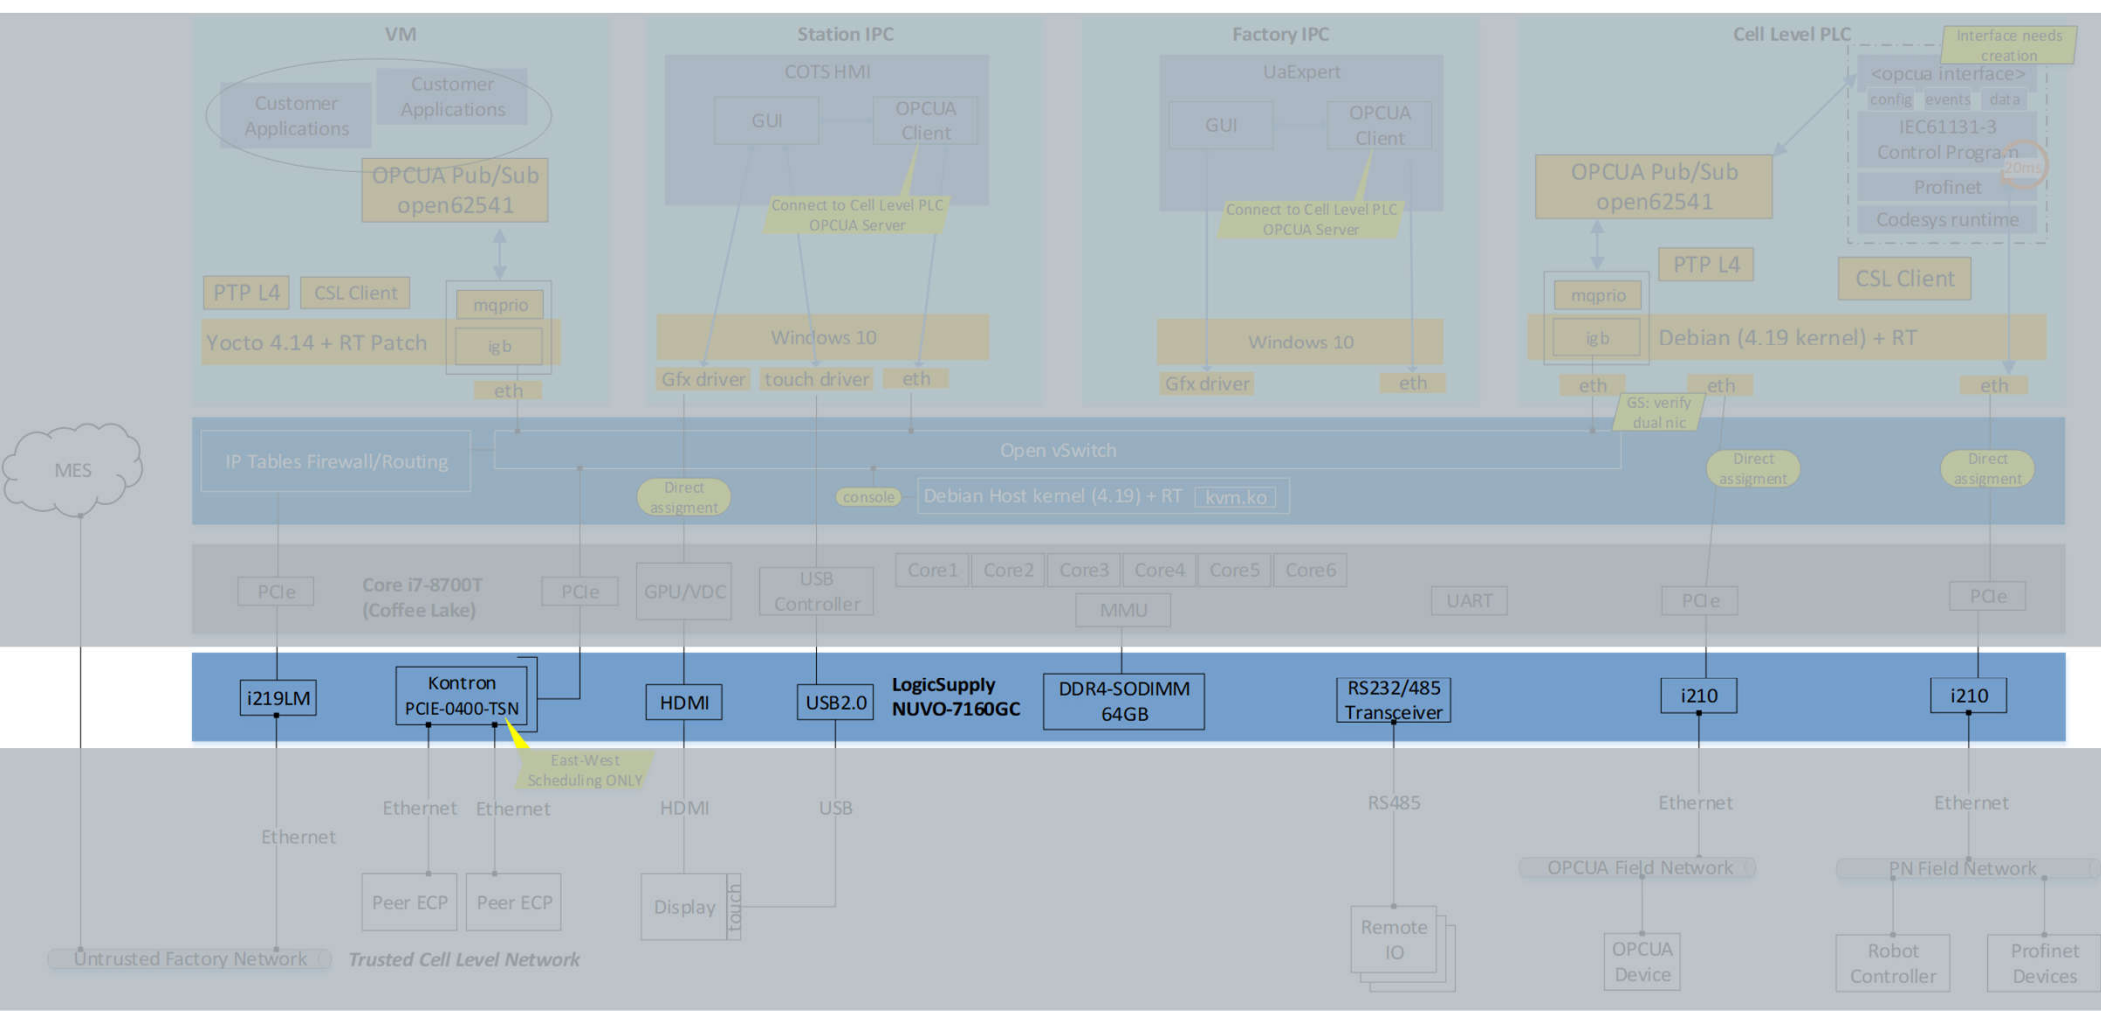 VM
Customer
Applications
Customer
Applications
OPCUA Pub/Sub
open62541
PTP L4
CSL Client
mqprio
Yocto 4.14 + RT Patch
igb
eth
Station IPC
COTS HMI
GUI
OPCUA
Client
Connect to Cell Level PLC
OPCUA Server
Windows 10
Gfx driver
touch driver
eth
Factory IPC
UaExpert
GUI
OPCUA
Client
Connect to Cell Level PLC
OPCUA Server
Windows 10
Gfx driver
eth
Cell Level PLC
Interface needs
creation
<opcua interface>
config
events
data
IEC61131-3
Control Program
20ms
Profinet
Codesys runtime
OPCUA Pub/Sub
open62541
PTP L4
CSL Client
mqprio
igb
Debian (4.19 kernel) + RT
eth
eth
eth
GS: verify
dual nic
MES
IP Tables Firewall/Routing
Open vSwitch
Direct
assigment
console
Debian Host kernel (4.19) + RT
kvm.ko
Direct
assigment
Direct
assigment
PCIe
Core i7-8700T
(Coffee Lake)
PCIe
GPU/VDC
USB
Controller
Core1
Core2
Core3
Core4
Core5
Core6
MMU
UART
PCIe
PCIe
i219LM
Kontron
PCIE-0400-TSN
HDMI
USB2.0
LogicSupply
NUVO-7160GC
DDR4-SODIMM
64GB
RS232/485
Transceiver
i210
i210
East-West
Scheduling ONLY
Ethernet
Ethernet
Ethernet
HDMI
USB
RS485
Ethernet
Ethernet
Peer ECP
Peer ECP
Display
touch
Remote
IO
OPCUA Field Network
PN Field Network
OPCUA
Device
Robot
Controller
Profinet
Devices
Untrusted Factory Network
Trusted Cell Level Network